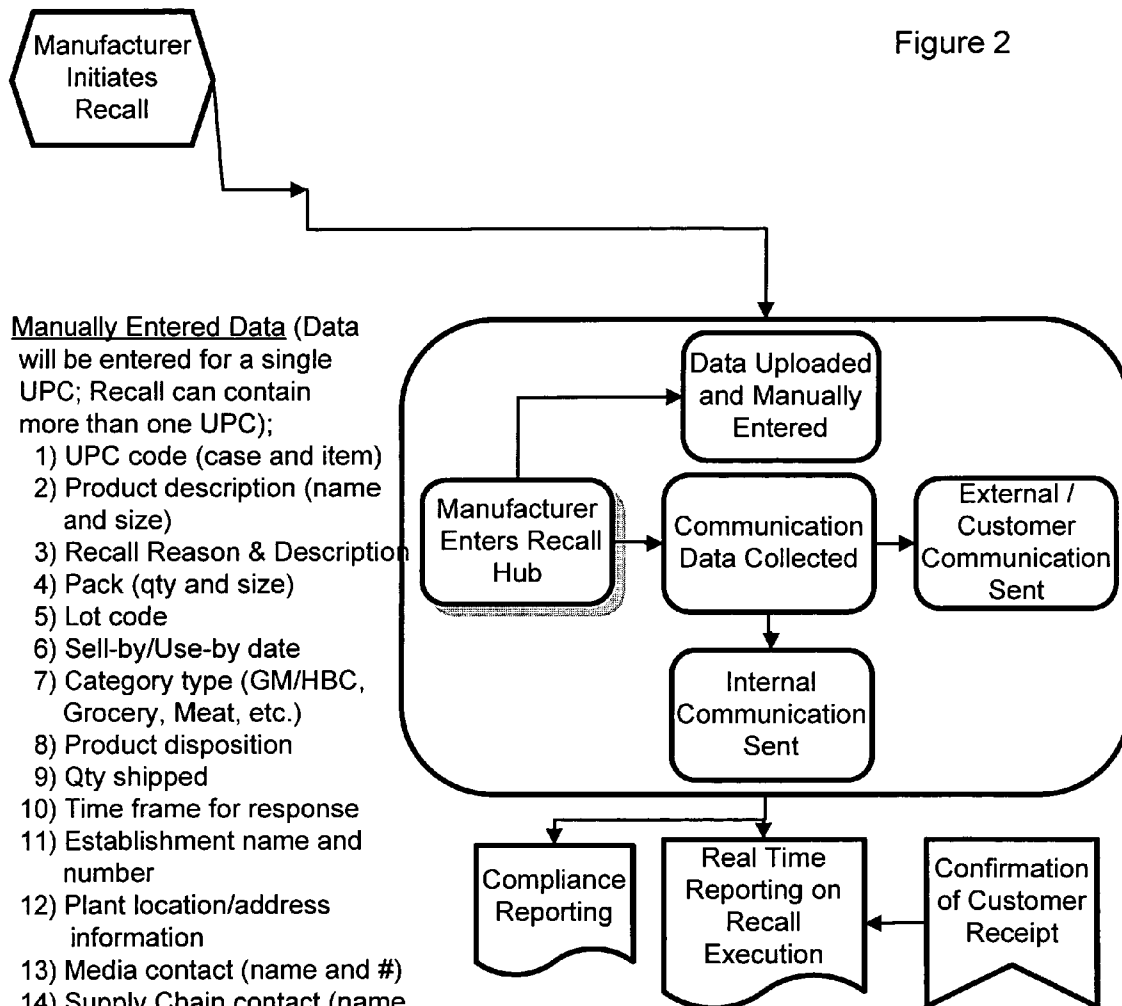 Manufacturer
Initiates
Recall
Figure 2
Manually Entered Data (Data
will be entered for a single
UPC; Recall can contain
more than one UPC);
1) UPC code (case and item)
2) Product description (name
and size)
3) Recall Reason & Description
4) Pack (qty and size)
5) Lot code
6) Sell-by/Use-by date
7) Category type (GM/HBC,
Grocery, Meat, etc.)
8) Product disposition
9) Qty shipped
10) Time frame for response
11) Establishment name and
number
12) Plant location/address
information
13) Media contact (name and #)
14) Supply Chain contact (name
Data Uploaded
and Manually
Entered
Manufacturer
Enters Recall
Hub
Communication
Data Collected
External /
Customer
Communication
Sent
Internal
Communication
Sent
Compliance
Reporting
Real Time
Reporting on
Recall
Execution
Confirmation
of Customer
Receipt